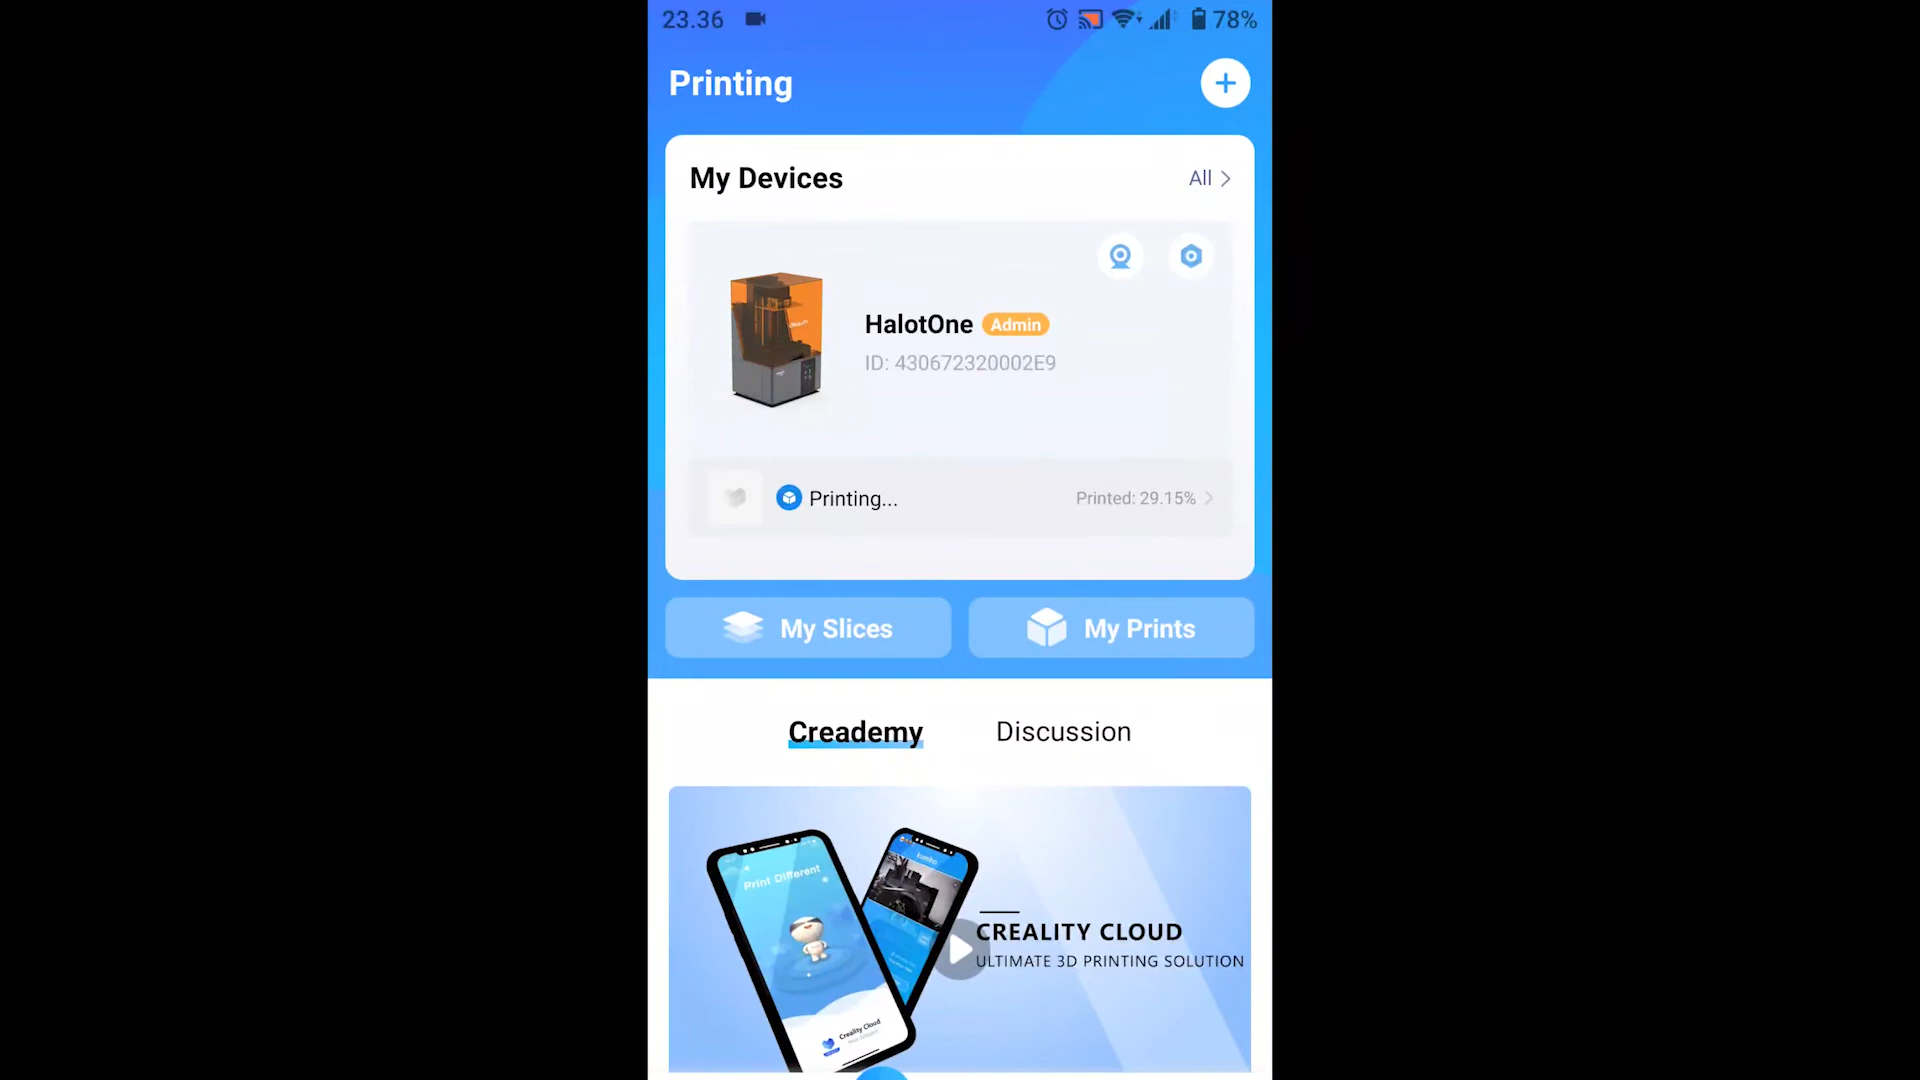 23.36
78%
Printing
My Devices
All
HalotOne Admin
ID: 430672320002E9
Printing...
Printed: 29.15%
My Slices
My Prints
Creademy
Discussion
Print Different
CREALITY CLOUD
ULTIMATE 3D PRINTING SOLUTION
Creality Cloud